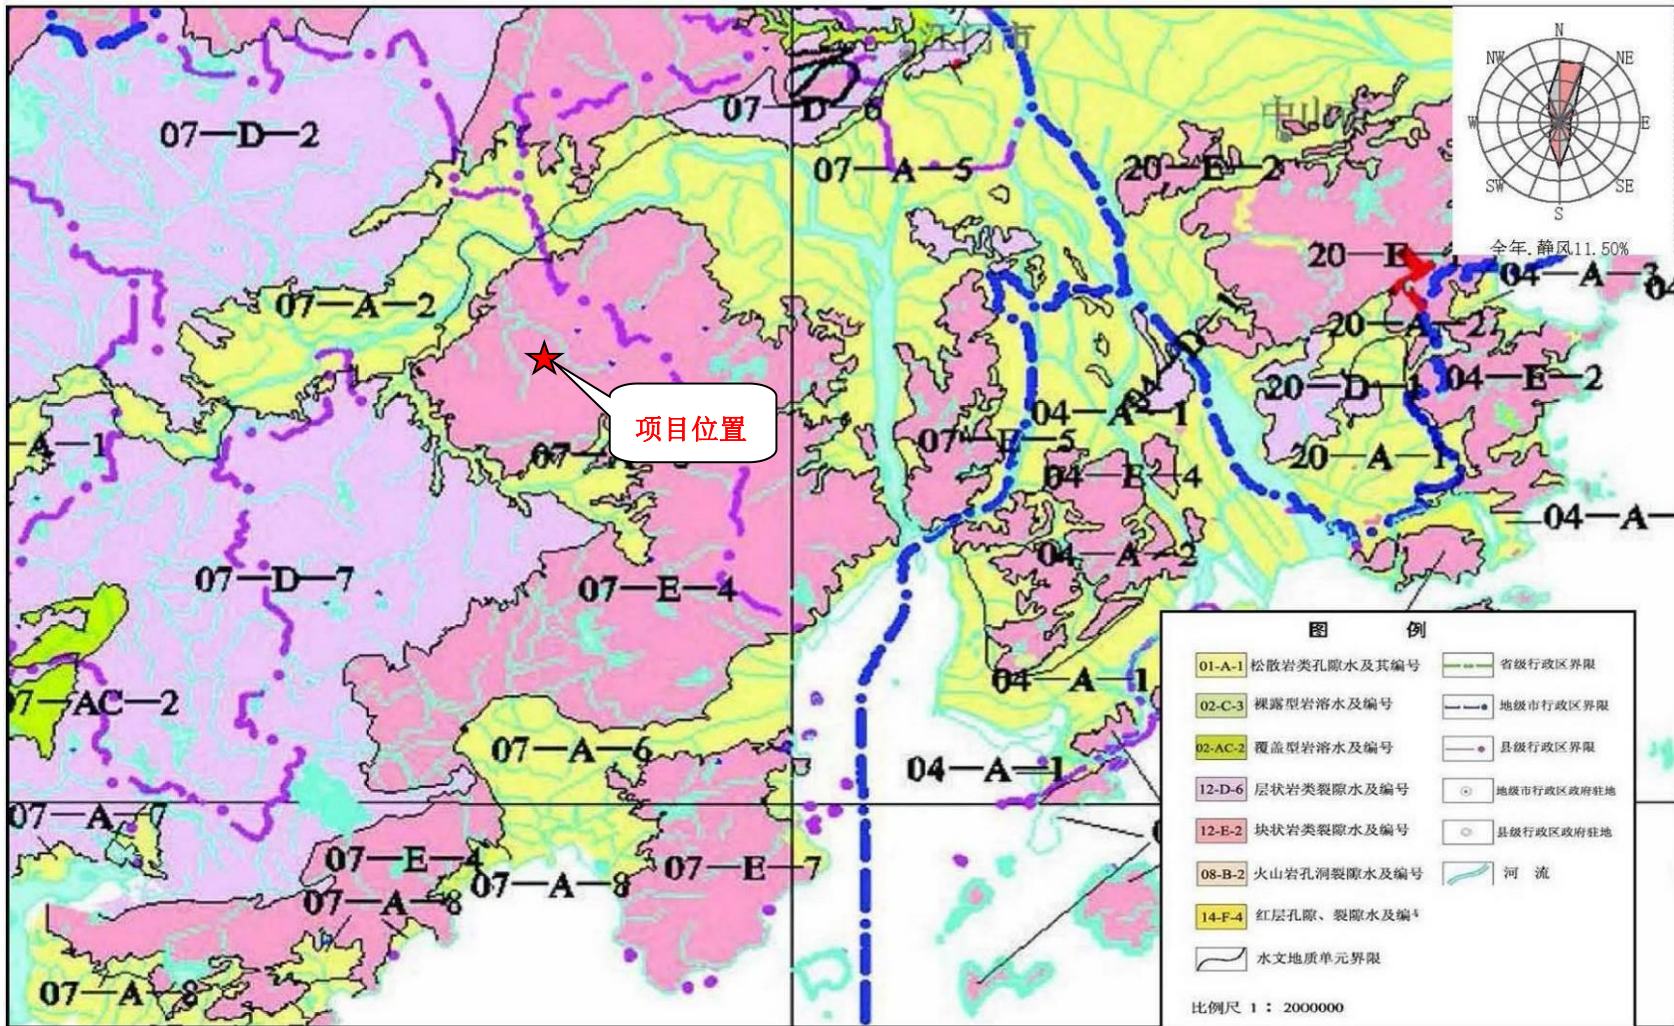 江门市
07—D—2
07—D—6
中山市
07—A—5
20—E—2
N
NE
E
SE
S
SW
W
NW
全年.静风11.50%
20—E—1
04—A—3
04
07—A—2
20—A—2
20—D—1
04—E—2
项目位置
04—A—1
07—E—5
—A—1
20—A—1
04—E—4
04—A—
04—A—2
07—D—7
07—E—4
04—A—1
07—AC—2
07—A—6
04—A—1
07—A—7
07—E—4
07—A—8
07—E—7
07—A—8
07—A—8
图 例
01-A-1 松散岩类孔隙水及其编号 省级行政区界限
02-C-3 裸露型岩溶水及编号 地级市行政区界限
02-AC-2 覆盖型岩溶水及编号 县级行政区界限
12-D-6 层状岩类裂隙水及编号 地级市行政区政府驻地
12-E-2 块状岩类裂隙水及编号 县级行政区政府驻地
08-B-2 火山岩孔洞裂隙水及编号 河 流
14-F-4 红层孔隙、裂隙水及编
水文地质单元界限
比例尺 1 : 2000000